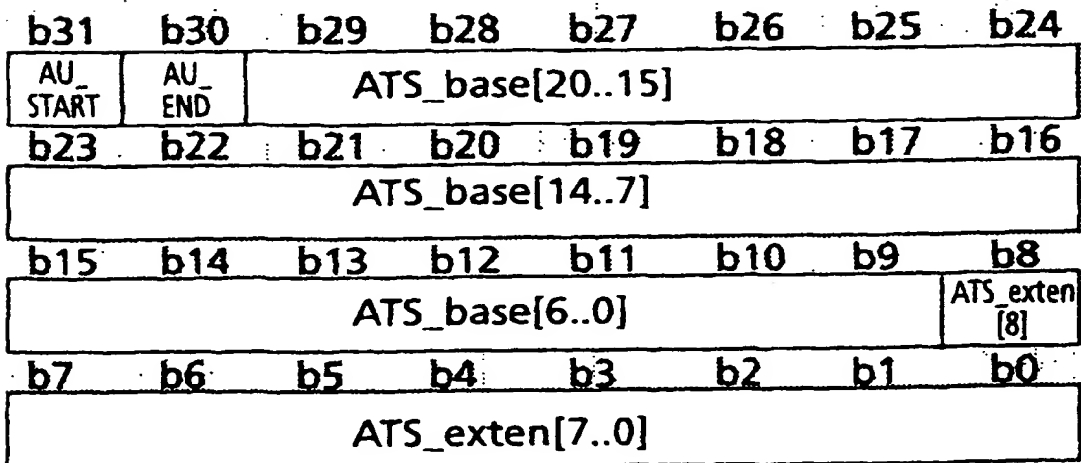 b31 b30 b29 b28 b27 b26 b25 b24
AU_ START AU_ END ATS_base[20..15]
b23 b22 b21 b20 b19 b18 b17 b16
ATS_base[14..7]
b15 b14 b13 b12 b11 b10 b9 b8
ATS_base[6..0] ATS_exten [8]
b7 b6 b5 b4 b3 b2 b1 b0
ATS_exten[7..0]